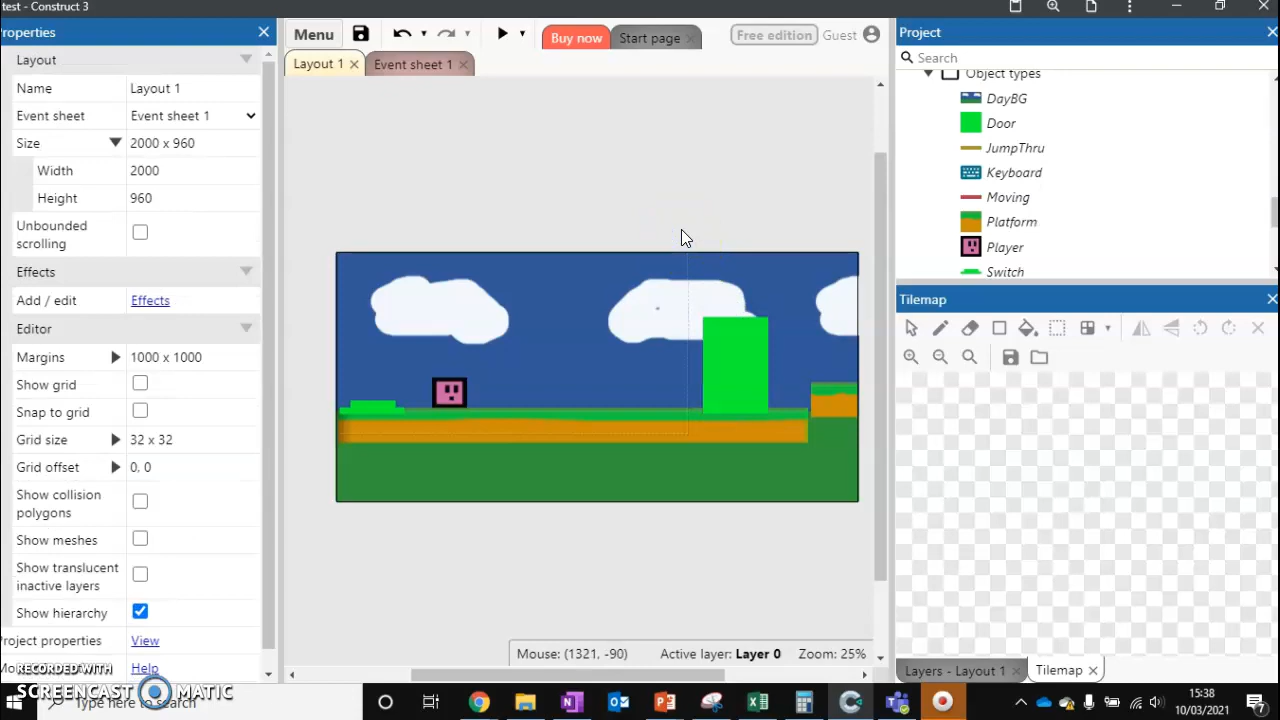 test - Construct 3
Properties
Layout
Name Layout 1
Event sheet Event sheet 1
Size 2000 x 960
Width 2000
Height 960
Unbounded
scrolling
Effects
Add / edit Effects
Editor
Margins 1000 x 1000
Show grid
Snap to grid
Grid size 32 x 32
Grid offset 0, 0
Show collision
polygons
Show meshes
Show translucent
inactive layers
Show hierarchy
Project properties View
Help
RECORDED WITH
SCREENCAST MATIC
Type here to search
Menu
Buy now
Start page
Free edition
Guest
Layout 1
Event sheet 1
Mouse: (1321, -90) Active layer: Layer 0 Zoom: 25%
Project
Search
Object types
DayBG
Door
JumpThru
Keyboard
Moving
Platform
Player
Switch
Tilemap
Layers - Layout 1
Tilemap
15:38
10/03/2021
7